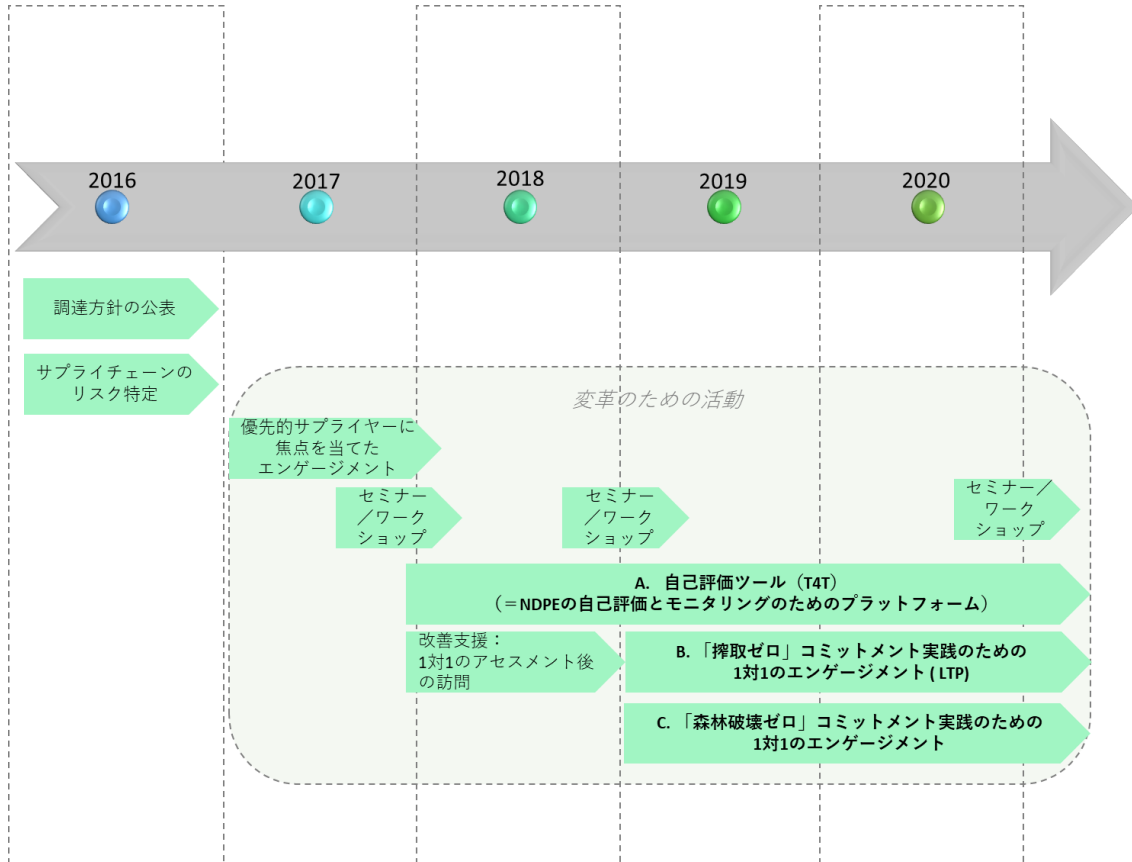 2016
2017
2018
2019
2020
調達方針の公表
サプライチェーンの
リスク特定
変革のための活動
優先的サプライヤーに
焦点を当てた
エンゲージメント
セミナー
／ワーク
ショップ
セミナー
／ワーク
ショップ
セミナー／
ワーク
ショップ
A. 自己評価ツール（T4T）
（＝NDPEの自己評価とモニタリングのためのプラットフォーム）
改善支援：
1対1のアセスメント後
の訪問
B. 「搾取ゼロ」コミットメント実践のための
1対1のエンゲージメント ( LTP)
C. 「森林破壊ゼロ」コミットメント実践のための
1対1のエンゲージメント